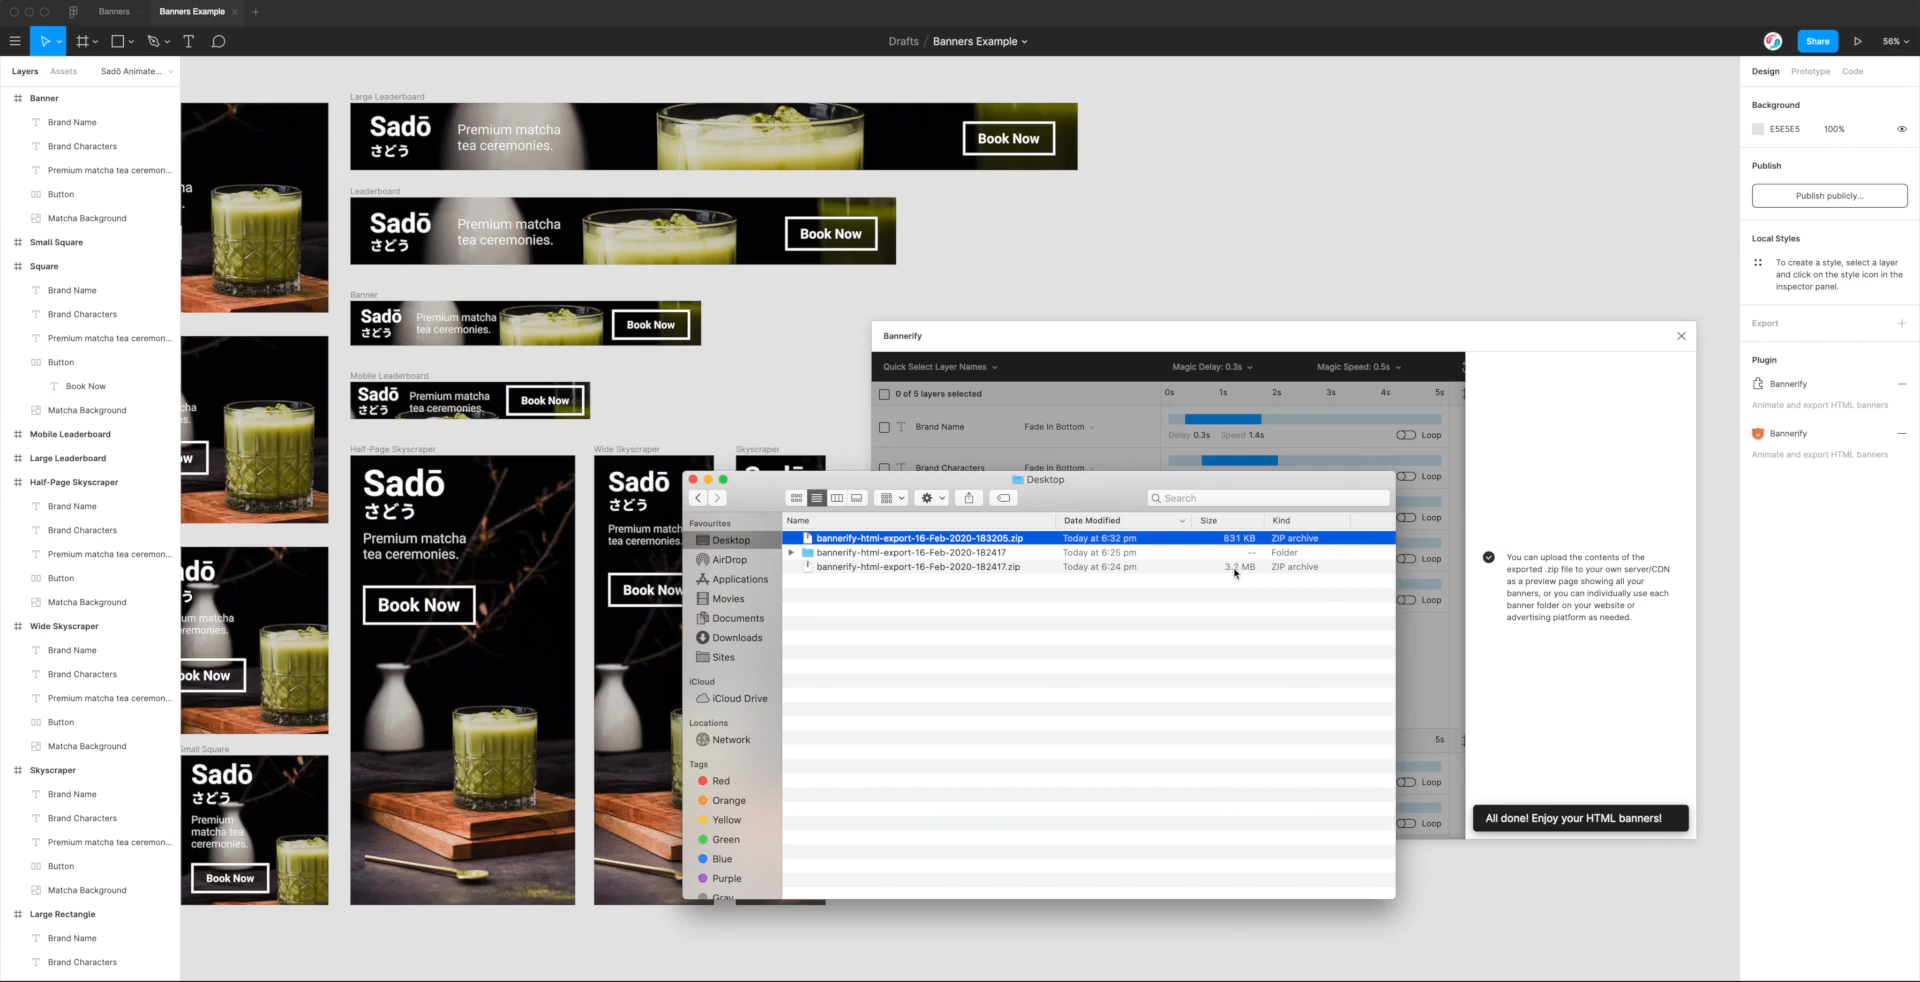 Banners
Banners Example
Drafts / Banners Example
Share
56%
Layers
Assets
Sadō Animate...
Banner
Brand Name
Brand Characters
Premium matcha tea ceremon...
Button
Matcha Background
Small Square
Square
Brand Name
Brand Characters
Premium matcha tea ceremon...
Button
Book Now
Matcha Background
Mobile Leaderboard
Large Leaderboard
Half-Page Skyscraper
Brand Name
Brand Characters
Premium matcha tea ceremon...
Button
Matcha Background
Wide Skyscraper
Brand Name
Brand Characters
Premium matcha tea ceremon...
Button
Matcha Background
Skyscraper
Brand Name
Brand Characters
Premium matcha tea ceremon...
Button
Matcha Background
Large Rectangle
Brand Name
Brand Characters
Small Square
Sadō
さどう
Premium
matcha tea
ceremonies.
Book Now
Large Leaderboard
Sadō
さどう
Premium matcha
tea ceremonies.
Book Now
Leaderboard
Sadō
さどう
Premium matcha
tea ceremonies.
Book Now
Banner
Sadō
さどう
Premium matcha
tea ceremonies.
Book Now
Mobile Leaderboard
Sadō
さどう
Premium matcha
tea ceremonies.
Book Now
Half-Page Skyscraper
Sadō
さどう
Premium matcha
tea ceremonies.
Book Now
Wide Skyscraper
Sadō
さどう
Premium match
tea ceremonies.
Book Now
Skyscraper
Bannerify
Quick Select Layer Names
Magic Delay: 0.3s
Magic Speed: 0.5s
0 of 5 layers selected
0s 1s 2s 3s 4s 5s
Brand Name
Fade In Bottom
Delay 0.3s Speed 1.4s
Loop
Brand Characters
Fade In Bottom
Loop
Loop
Loop
Loop
5s
Loop
Loop
You can upload the contents of the
exported .zip file to your own server/CDN
as a preview page showing all your
banners, or you can individually use each
banner folder on your website or
advertising platform as needed.
All done! Enjoy your HTML banners!
Desktop
Search
Favourites
Desktop
AirDrop
Applications
Movies
Documents
Downloads
Sites
iCloud
iCloud Drive
Locations
Network
Tags
Red
Orange
Yellow
Green
Blue
Purple
Gray
Name Date Modified Size Kind
bannerify-html-export-16-Feb-2020-183205.zip Today at 6:32 pm 831 KB ZIP archive
bannerify-html-export-16-Feb-2020-182417 Today at 6:25 pm -- Folder
bannerify-html-export-16-Feb-2020-182417.zip Today at 6:24 pm 3.2 MB ZIP archive
Design
Prototype
Code
Background
E5E5E5 100%
Publish
Publish publicly...
Local Styles
To create a style, select a layer
and click on the style icon in the
inspector panel.
Export
Plugin
Bannerify
Animate and export HTML banners
Bannerify
Animate and export HTML banners